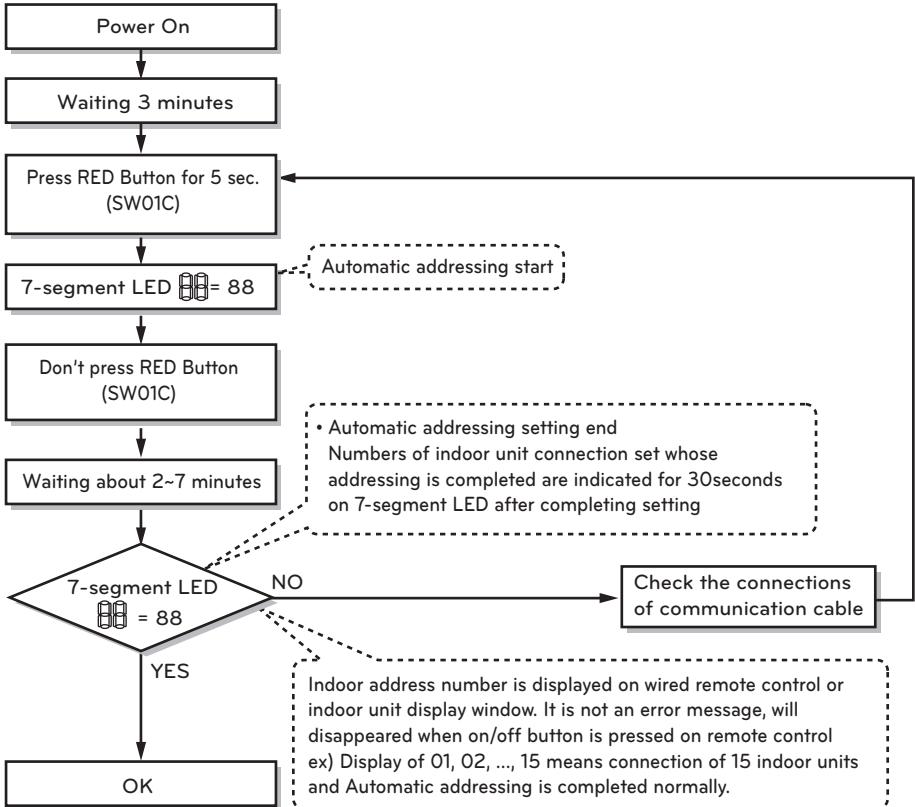 Power On
Waiting 3 minutes
Press RED Button for 5 sec.
(SW01C)
7-segment LED 88= 88
Automatic addressing start
Don't press RED Button
(SW01C)
• Automatic addressing setting end
Numbers of indoor unit connection set whose
addressing is completed are indicated for 30seconds
on 7-segment LED after completing setting
Waiting about 2~7 minutes
7-segment LED
88 = 88
NO
Check the connections
of communication cable
YES
Indoor address number is displayed on wired remote control or
indoor unit display window. It is not an error message, will
disappeared when on/off button is pressed on remote control
ex) Display of 01, 02, ..., 15 means connection of 15 indoor units
and Automatic addressing is completed normally.
OK